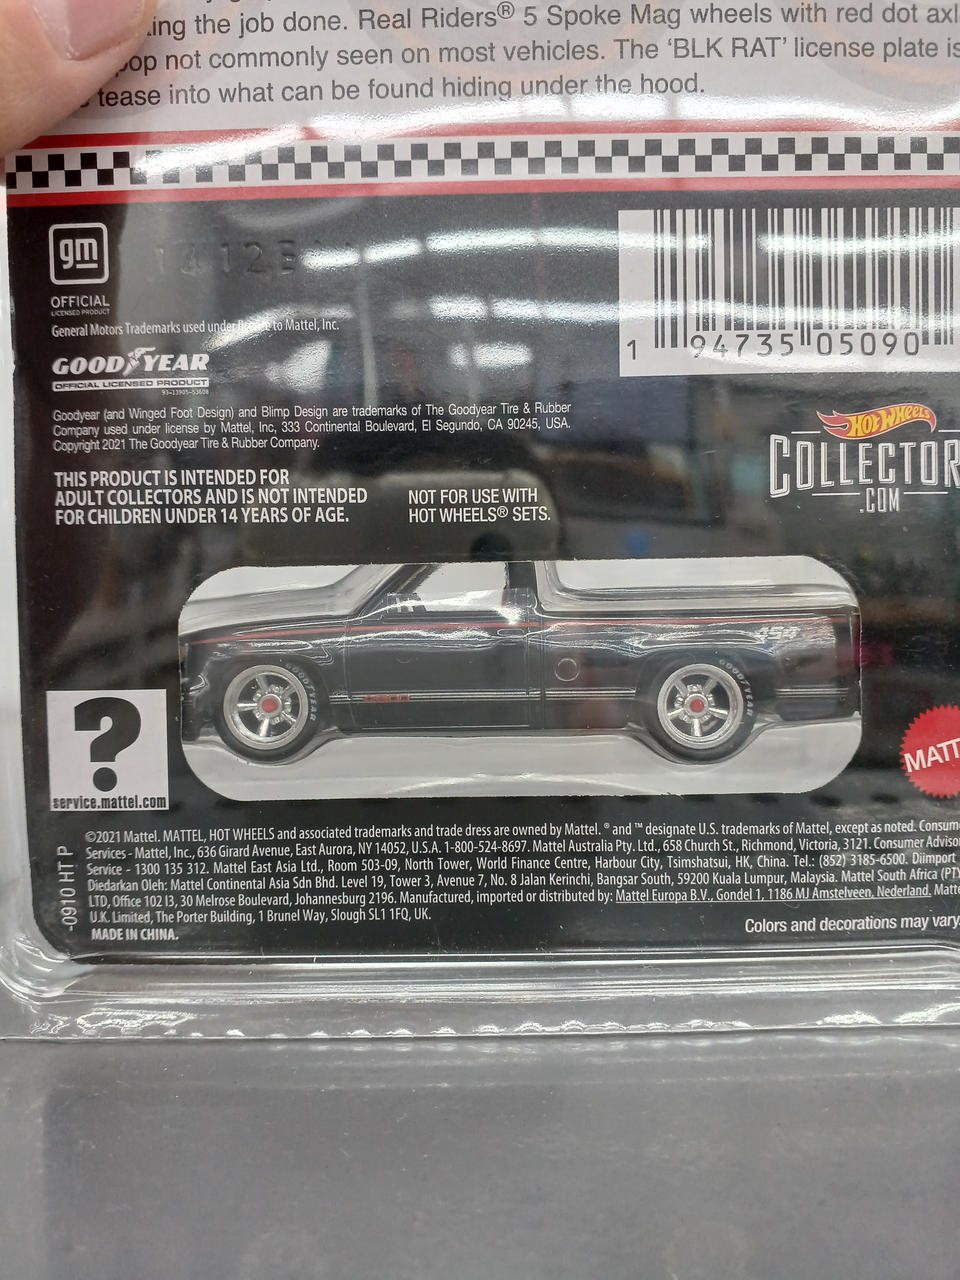 king the job done. Real Riders® 5 Spoke Mag wheels with red dot axl
pop not commonly seen on most vehicles. The 'BLK RAT' license plate is
tease into what can be found hiding under the hood.
gm
OFFICIAL
LICENSED PRODUCT
General Motors Trademarks used under license to Mattel, Inc.
GOODYEAR
OFFICIAL LICENSED PRODUCT
Goodyear (and Winged Foot Design) and Blimp Design are trademarks of The Goodyear Tire & Rubber
Company used under license by Mattel, Inc, 333 Continental Boulevard, El Segundo, CA 90245, USA.
Copyright 2021 The Goodyear Tire & Rubber Company.
THIS PRODUCT IS INTENDED FOR
ADULT COLLECTORS AND IS NOT INTENDED
FOR CHILDREN UNDER 14 YEARS OF AGE.
NOT FOR USE WITH
HOT WHEELS® SETS.
1 94735 05090
HOT WHEELS
COLLECTOR
.COM
454
GOODYEAR
GOODYEAR
?
service.mattel.com
MATT
©2021 Mattel. MATTEL, HOT WHEELS and associated trademarks and trade dress are owned by Mattel. ® and ™ designate U.S. trademarks of Mattel, except as noted. Consum
Services - Mattel, Inc., 636 Girard Avenue, East Aurora, NY 14052, U.S.A. 1-800-524-8697. Mattel Australia Pty. Ltd., 658 Church St., Richmond, Victoria, 3121. Consumer Advisor
Service - 1300 135 312. Mattel East Asia Ltd., Room 503-09, North Tower, World Finance Centre, Harbour City, Tsimshatsui, HK, China. Tel.: (852) 3185-6500. Diimport
Diedarkan Oleh: Mattel Continental Asia Sdn Bhd. Level 19, Tower 3, Avenue 7, No. 8 Jalan Kerinchi, Bangsar South, 59200 Kuala Lumpur, Malaysia. Mattel South Africa (PTY
LTD, Office 102 I3, 30 Melrose Boulevard, Johannesburg 2196. Manufactured, imported or distributed by: Mattel Europa B.V., Gondel 1, 1186 MJ Amstelveen, Nederland. Matte
U.K. Limited, The Porter Building, 1 Brunel Way, Slough SL1 1FQ, UK.
MADE IN CHINA.
Colors and decorations may vary.
-0910 HT P